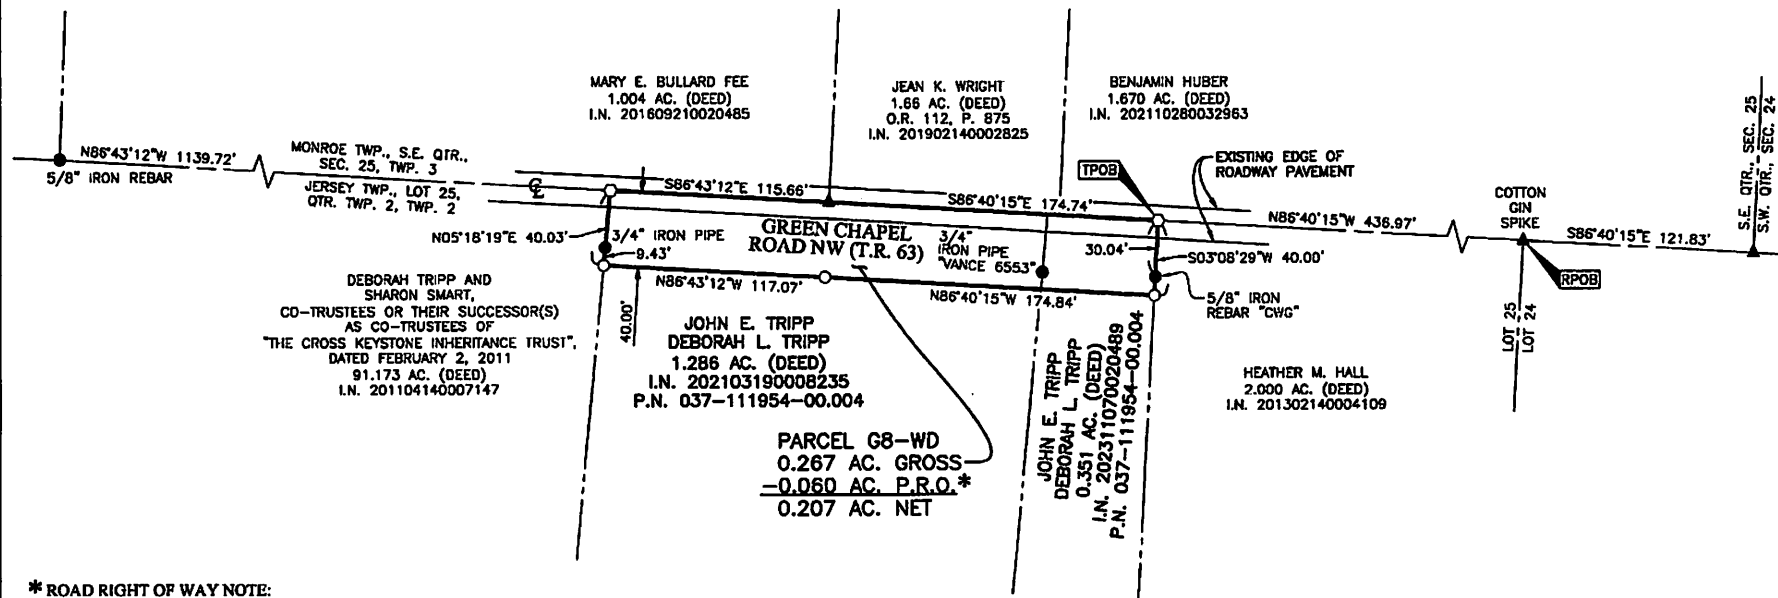 MARY E. BULLARD FEE
1.004 AC. (DEED)
I.N. 201609210020485
JEAN K. WRIGHT
1.66 AC. (DEED)
O.R. 112, P. 875
I.N. 201902140002825
BENJAMIN HUBER
1.670 AC. (DEED)
I.N. 202110280032963
S.E. QTR., SEC. 25
S.W. QTR., SEC. 24
N86°43'12"W 1139.72'
5/8" IRON REBAR
MONROE TWP., S.E. QTR.,
SEC. 25, TWP. 3
JERSEY TWP., LOT 25,
QTR. TWP. 2, TWP. 2
CL
S86°43'12"E 115.66'
S86°40'15"E 174.74'
TPOB
EXISTING EDGE OF
ROADWAY PAVEMENT
N86°40'15"W 436.97'
COTTON
GIN
SPIKE
S86°40'15"E 121.83'
RPOB
LOT 25
LOT 24
N05°18'19"E 40.03'
3/4" IRON PIPE
9.43'
GREEN CHAPEL
ROAD NW (T.R. 63)
3/4"
IRON PIPE
"VANCE 6553"
30.04'
S03°08'29"W 40.00'
5/8" IRON
REBAR "CWG"
N86°43'12"W 117.07'
N86°40'15"W 174.84'
40.00'
DEBORAH TRIPP AND
SHARON SMART,
CO-TRUSTEES OR THEIR SUCCESSOR(S)
AS CO-TRUSTEES OF
"THE CROSS KEYSTONE INHERITANCE TRUST",
DATED FEBRUARY 2, 2011
91.173 AC. (DEED)
I.N. 201104140007147
JOHN E. TRIPP
DEBORAH L. TRIPP
1.286 AC. (DEED)
I.N. 202103190008235
P.N. 037-111954-00.004
JOHN E. TRIPP
DEBORAH L. TRIPP
0.351 AC. (DEED)
I.N. 202311070020489
P.N. 037-111954-00.004
HEATHER M. HALL
2.000 AC. (DEED)
I.N. 201302140004109
PARCEL G8-WD
0.267 AC. GROSS
-0.060 AC. P.R.O.*
0.207 AC. NET
* ROAD RIGHT OF WAY NOTE: